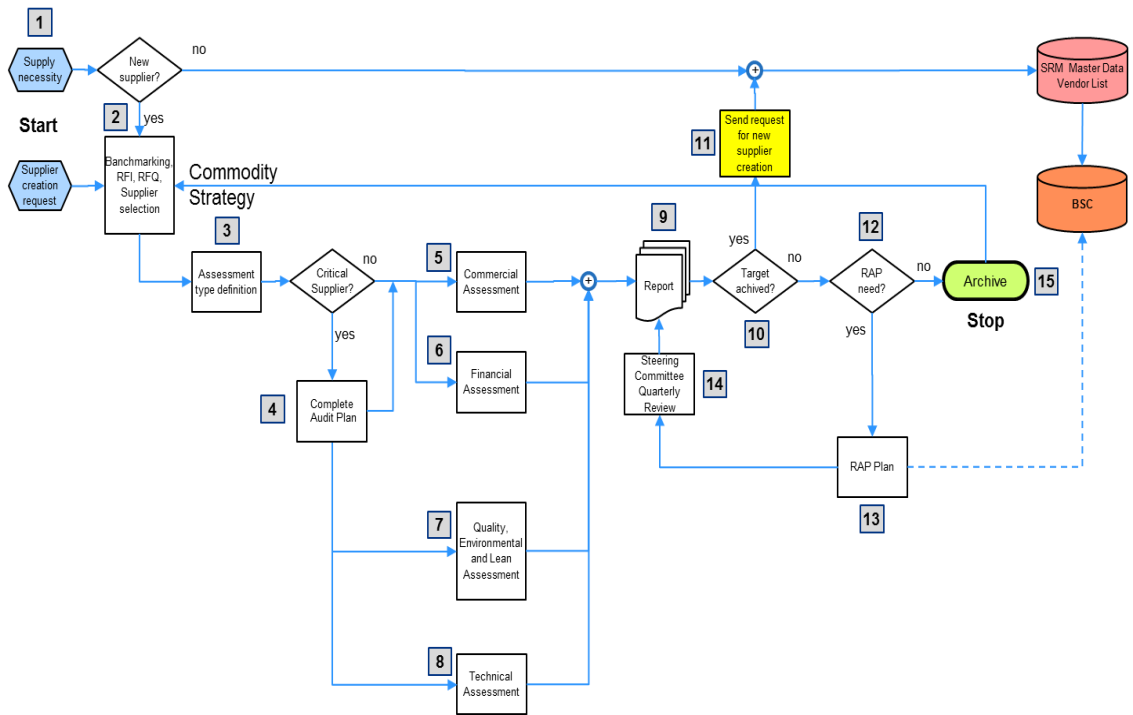 1
Supply
necessity
New
supplier?
no
SRM  Master Data
Vendor List
Start
2
yes
11
Send request
for new
supplier
creation
Supplier
creation
request
Banchmarking,
RFI, RFQ,
Supplier
selection
Commodity
Strategy
BSC
3
9
12
yes
Assessment
type definition
Critical
Supplier?
no
5
Commercial
Assessment
Report
Target
achived?
no
RAP
need?
no
Archive
15
Stop
10
yes
yes
6
Financial
Assessment
Steering
Committee
Quarterly
Review
14
4
Complete
Audit Plan
RAP Plan
13
7
Quality,
Environmental
and Lean
Assessment
8
Technical
Assessment